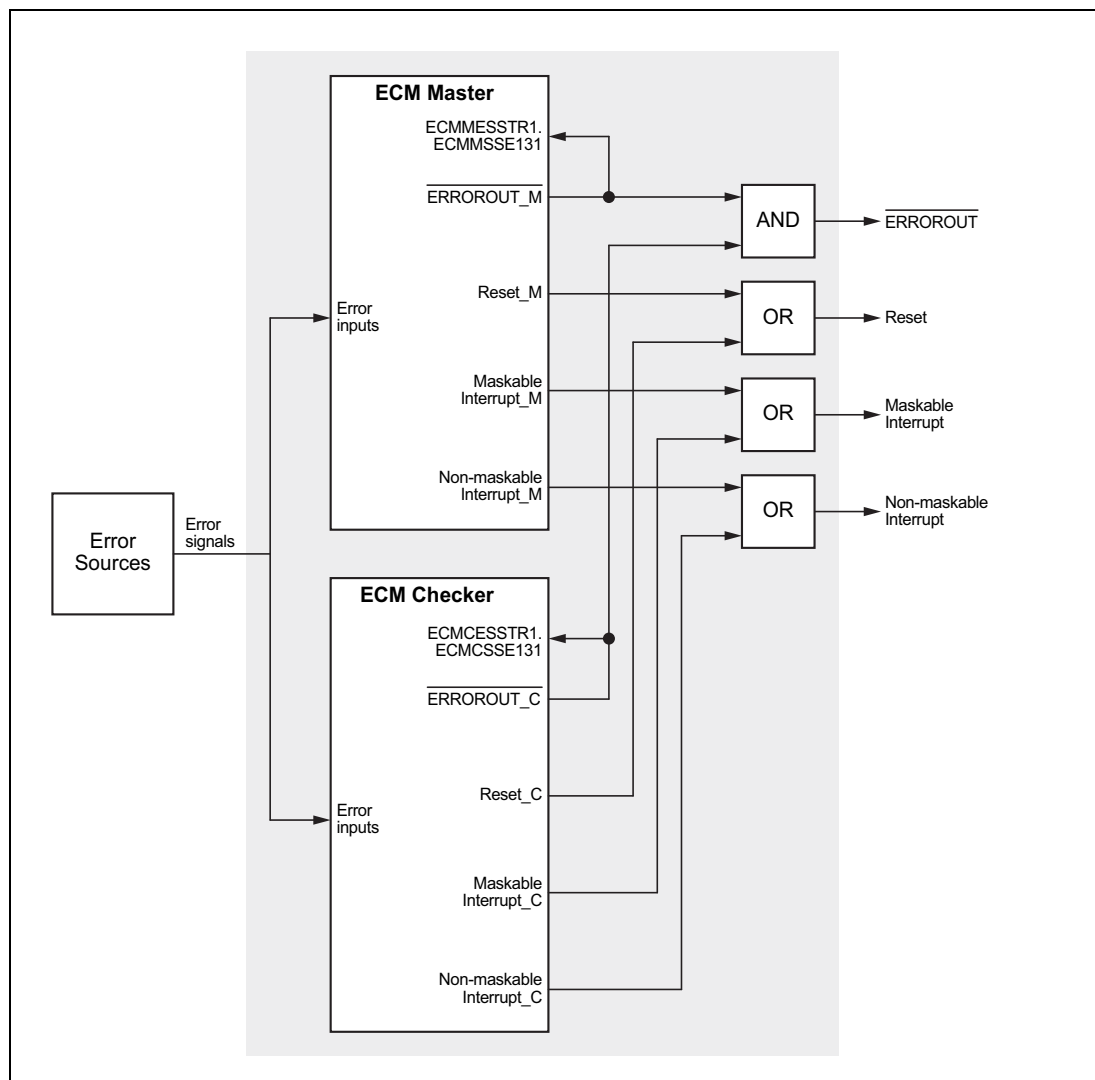 ECM Master
ECMMESSTR1.
ECMMSSE131
ERROROUT_M
Reset_M
Error
inputs
Maskable
Interrupt_M
Non-maskable
Interrupt_M
AND
ERROROUT
OR
Reset
OR
Maskable
Interrupt
OR
Non-maskable
Interrupt
Error
Sources
Error
signals
ECM Checker
ECMCESSTR1.
ECMCSSE131
ERROROUT_C
Reset_C
Error
inputs
Maskable
Interrupt_C
Non-maskable
Interrupt_C